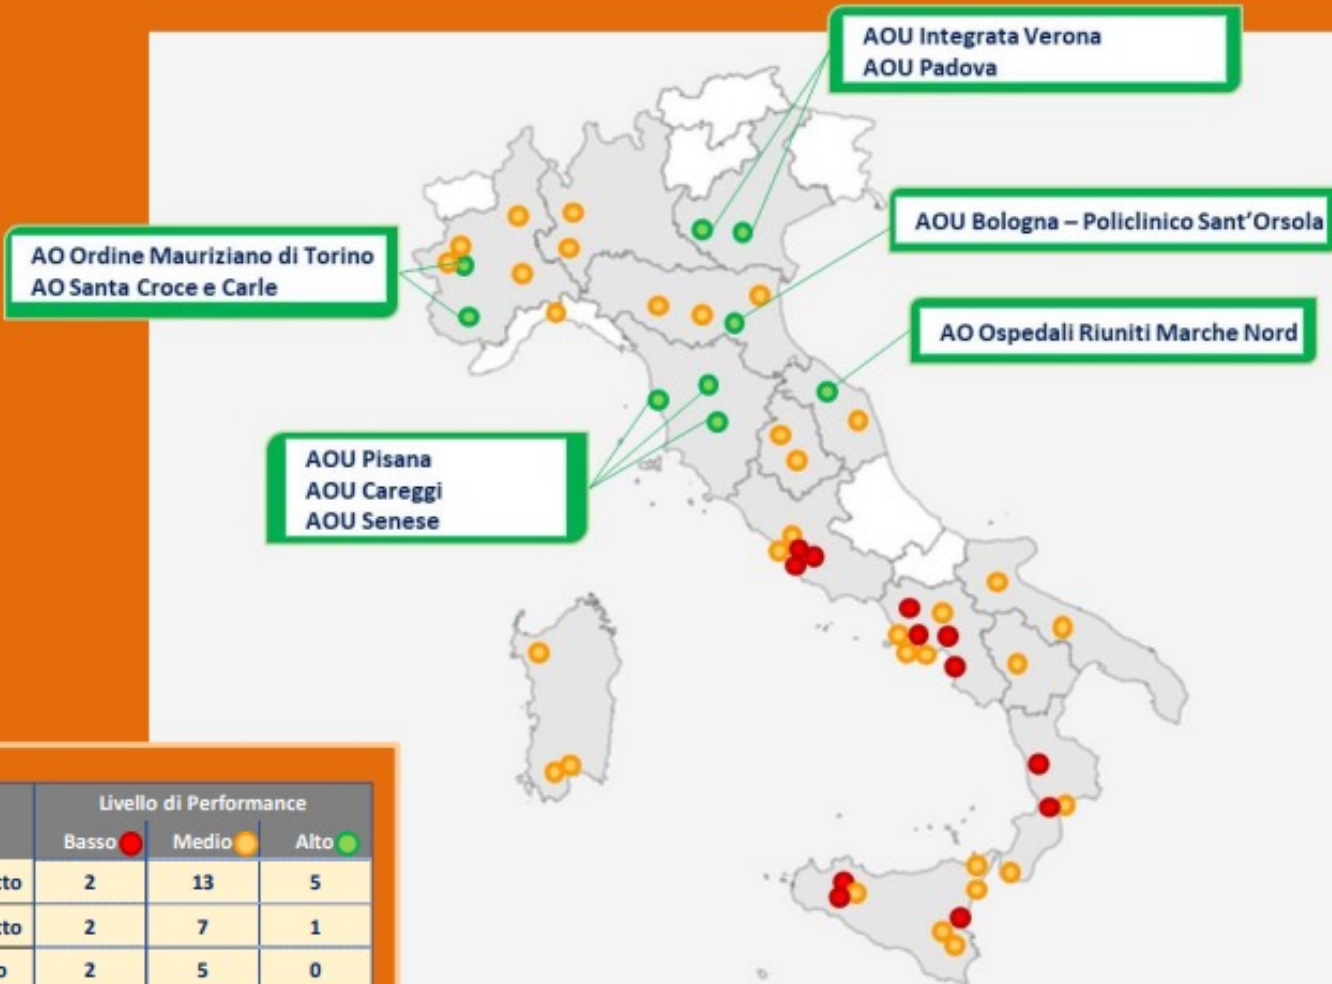 AOU Integrata Verona
AOU Padova
AOU Bologna – Policlinico Sant'Orsola
AO Ordine Mauriziano di Torino
AO Santa Croce e Carle
AO Ospedali Riuniti Marche Nord
AOU Pisana
AOU Careggi
AOU Senese
Livello di Performance
Basso Medio Alto
2 13 5
2 7 1
2 5 0